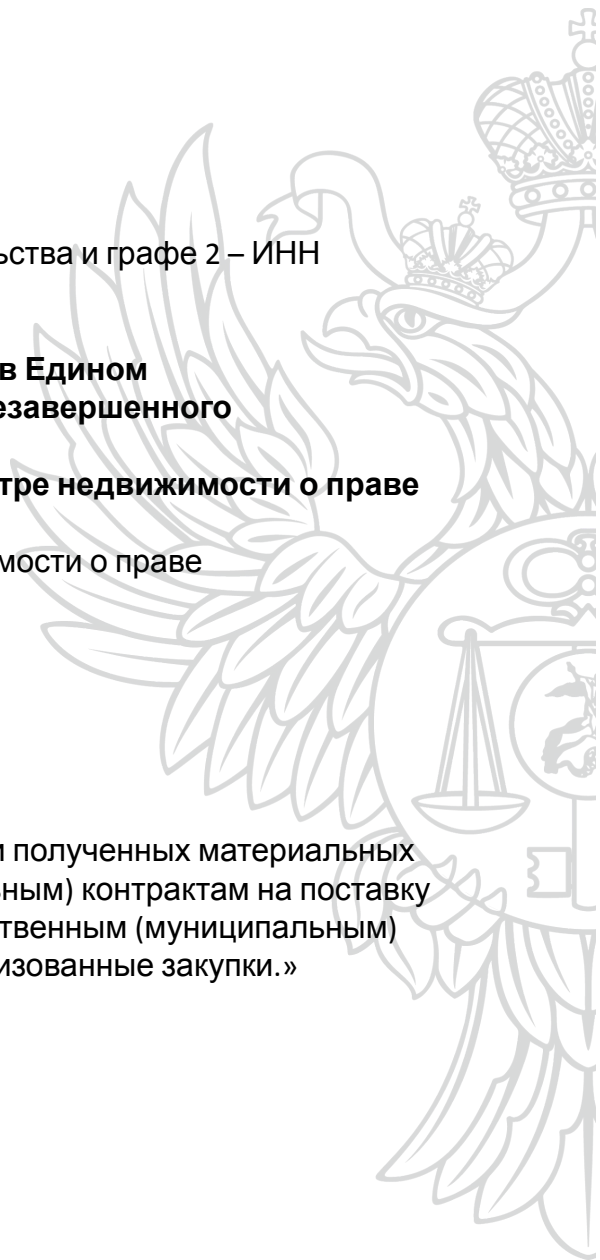 ьства и графе 2 – ИНН
в Едином
езавершенного
тре недвижимости о праве
мости о праве
и полученных материальных
ьным) контрактам на поставку
ственным (муниципальным)
изованные закупки.»